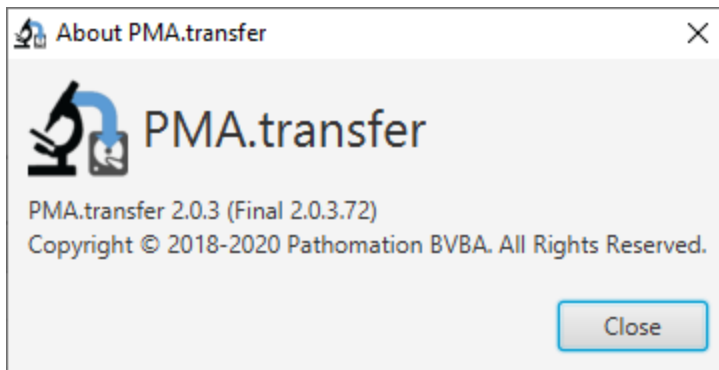 About PMA.transfer
PMA.transfer
PMA.transfer 2.0.3 (Final 2.0.3.72)
Copyright © 2018-2020 Pathomation BVBA. All Rights Reserved.
Close